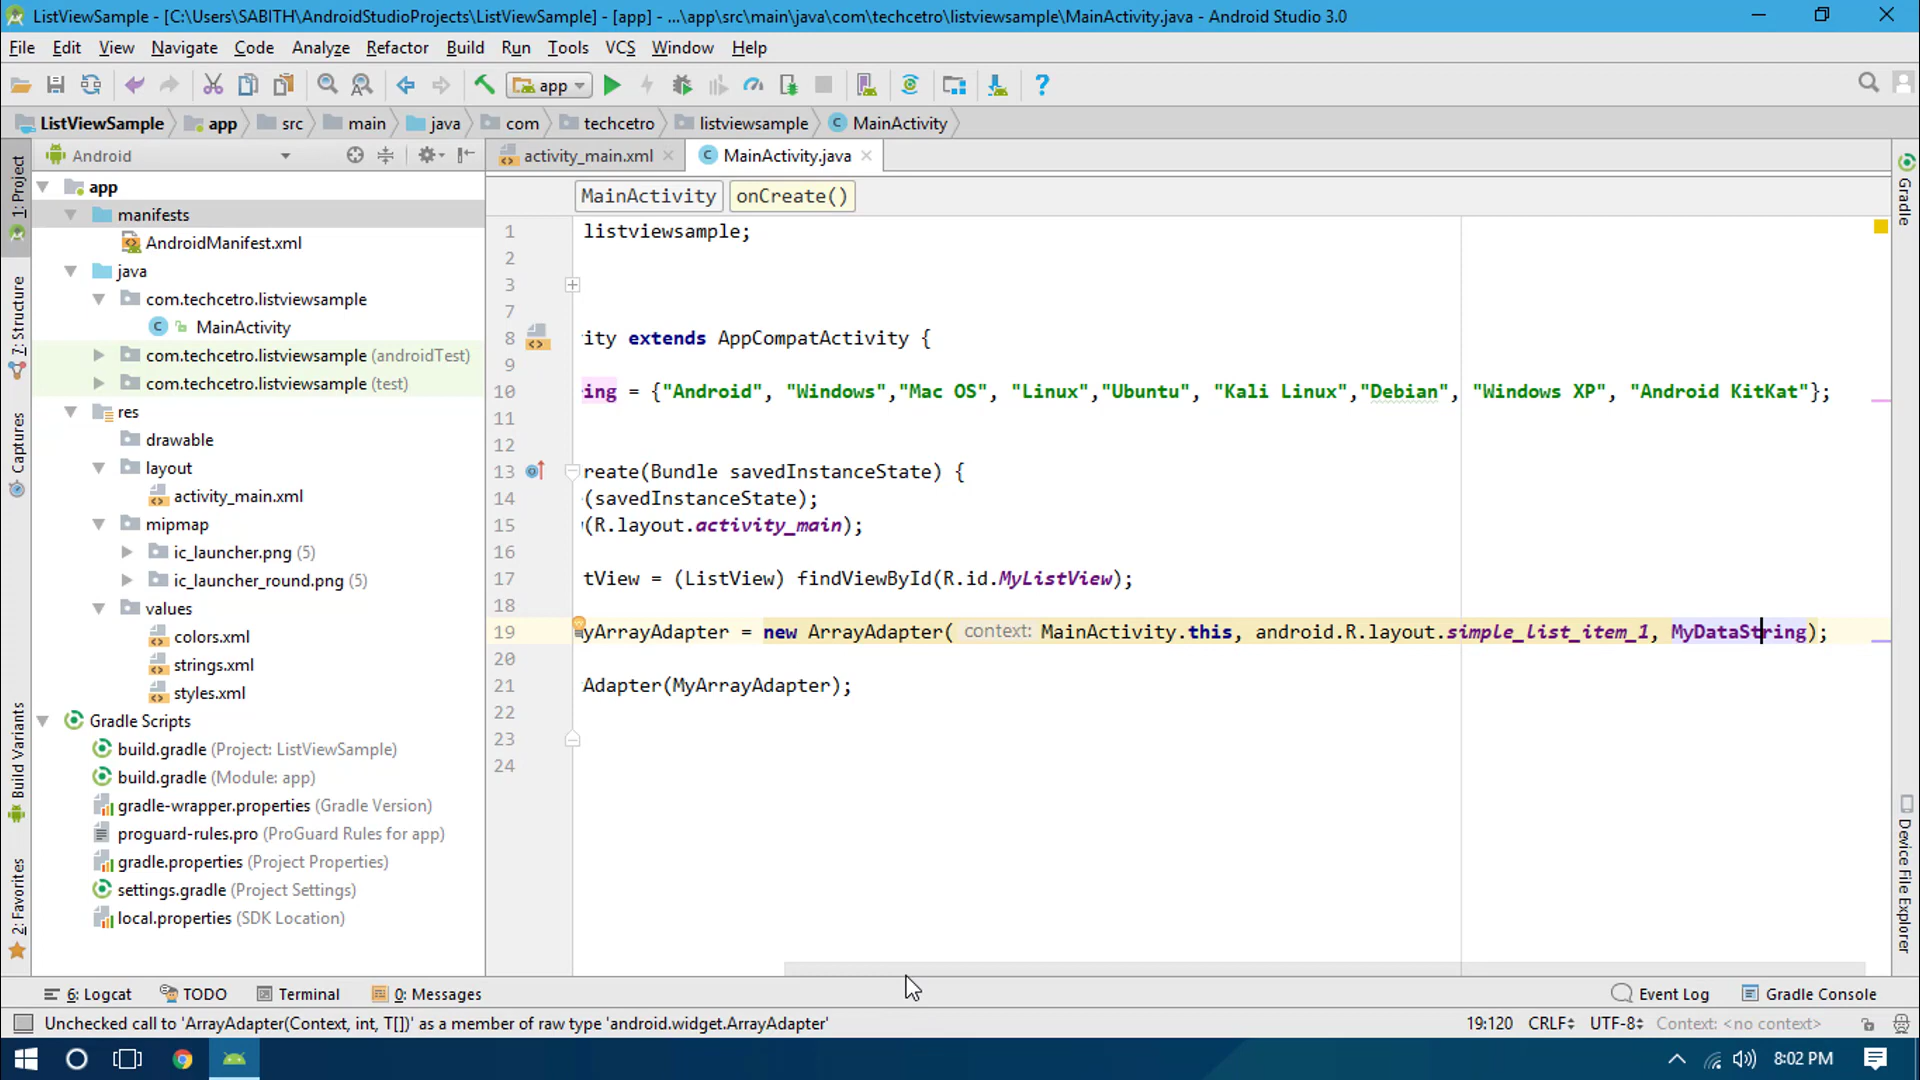 ListViewSample - [C:\Users\SABITH\AndroidStudioProjects\ListViewSample] - [app] - ...\app\src\main\java\com\techcetro\listviewsample\MainActivity.java - Android Studio 3.0
File Edit View Navigate Code Analyze Refactor Build Run Tools VCS Window Help
app
ListViewSample app src main java com techcetro listviewsample MainActivity
Android
activity_main.xml MainActivity.java
MainActivity onCreate()
1: Project
7: Structure
Captures
Build Variants
2: Favorites
app
manifests
AndroidManifest.xml
java
com.techcetro.listviewsample
MainActivity
com.techcetro.listviewsample (androidTest)
com.techcetro.listviewsample (test)
res
drawable
layout
activity_main.xml
mipmap
ic_launcher.png (5)
ic_launcher_round.png (5)
values
colors.xml
strings.xml
styles.xml
Gradle Scripts
build.gradle (Project: ListViewSample)
build.gradle (Module: app)
gradle-wrapper.properties (Gradle Version)
proguard-rules.pro (ProGuard Rules for app)
gradle.properties (Project Properties)
settings.gradle (Project Settings)
local.properties (SDK Location)
1 listviewsample;
2
3
7
8 ity extends AppCompatActivity {
9
10 ing = {"Android", "Windows","Mac OS", "Linux","Ubuntu", "Kali Linux","Debian", "Windows XP", "Android KitKat"};
11
12
13 reate(Bundle savedInstanceState) {
14 (savedInstanceState);
15 (R.layout.activity_main);
16
17 tView = (ListView) findViewById(R.id.MyListView);
18
19 yArrayAdapter = new ArrayAdapter( context: MainActivity.this, android.R.layout.simple_list_item_1, MyDataString);
20
21 Adapter(MyArrayAdapter);
22
23
24
Gradle
Device File Explorer
6: Logcat TODO Terminal 0: Messages Event Log Gradle Console
Unchecked call to 'ArrayAdapter(Context, int, T[])' as a member of raw type 'android.widget.ArrayAdapter' 19:120 CRLF UTF-8 Context: <no context>
8:02 PM